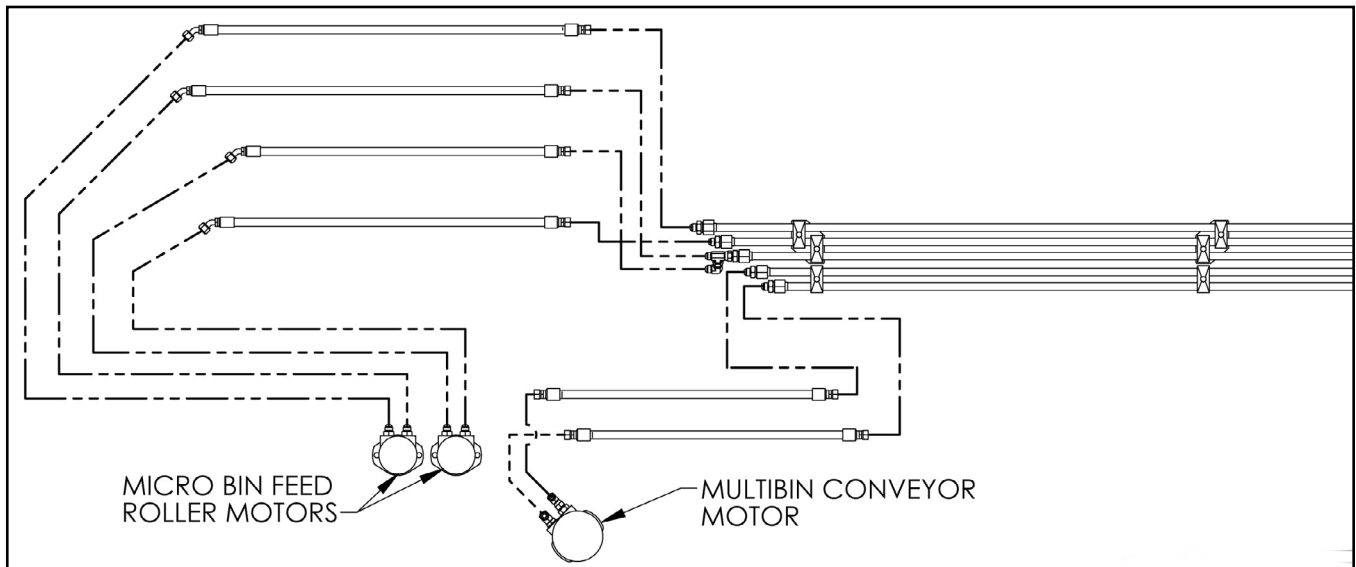 MICRO BIN FEED
ROLLER MOTORS
MULTIBIN CONVEYOR
MOTOR